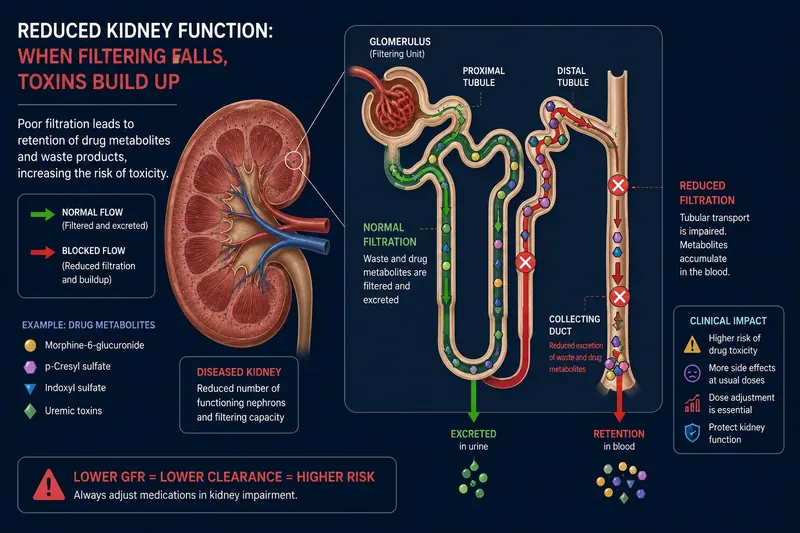 REDUCED KIDNEY FUNCTION:
WHEN FILTERING FALLS,
TOXINS BUILD UP
Poor filtration leads to
retention of drug metabolites
and waste products,
increasing the risk of toxicity.
NORMAL FLOW
(Filtered and excreted)
BLOCKED FLOW
(Reduced filtration
and buildup)
EXAMPLE: DRUG METABOLITES
Morphine-6-glucuronide
p-Cresyl sulfate
Indoxyl sulfate
Uremic toxins
DISEASED KIDNEY
Reduced number of
functioning nephrons
and filtering capacity
LOWER GFR = LOWER CLEARANCE = HIGHER RISK
Always adjust medications in kidney impairment.
GLOMERULUS
(Filtering Unit)
PROXIMAL
TUBULE
DISTAL
TUBULE
NORMAL
FILTRATION
Waste and drug
metabolites are
filtered and
excreted
COLLECTING
DUCT
Reduced excretion
of waste and drug
metabolites
EXCRETED
in urine
RETENTION
in blood
REDUCED
FILTRATION
Tubular transport
is impaired.
Metabolites
accumulate
in the blood.
CLINICAL IMPACT
Higher risk of
drug toxicity
More side effects
at usual doses
Dose adjustment
is essential
Protect kidney
function